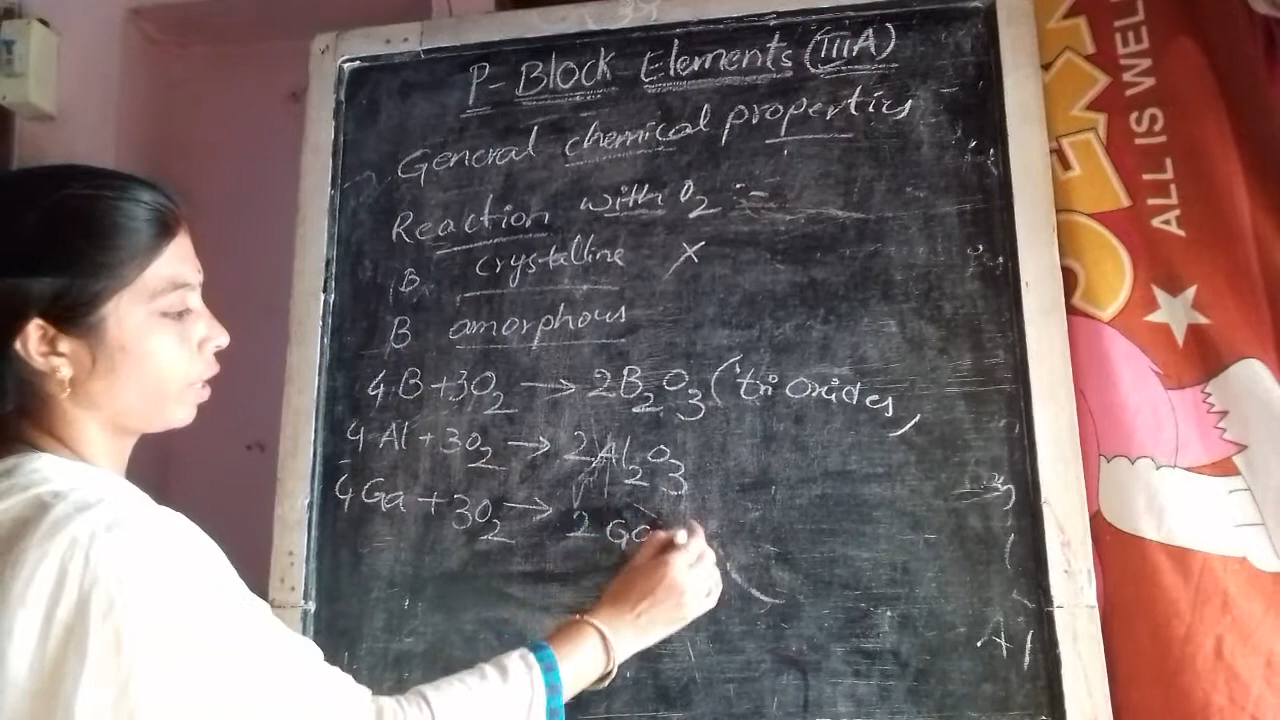 P-Block Elements (IIIA)
General chemical properties
Reaction with O2 :-
B crystalline X
B amorphous
4B+3O2 → 2B2O3 (tri oxides,
4Al+3O2 → 2Al2O3
4Ga+3O2 → 2Ga
Al
ALL IS WELL